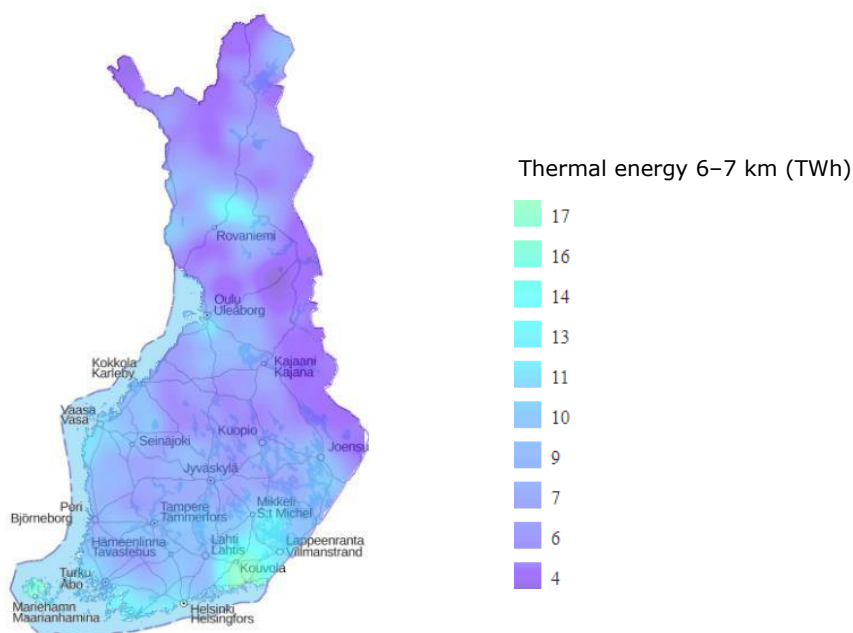 Thermal energy 6–7 km (TWh)
17
16
14
13
11
10
9
7
6
4
Rovaniemi
Oulu
Uleåborg
Kokkola
Karleby
Kajaani
Kajana
Vaasa
Vasa
Seinäjoki
Kuopio
Joensu
Jyväskylä
Pori
Björneborg
Tampere
Tammerfors
Mikkeli
S:t Michel
Hämeenlinna
Tavastehus
Lahti
Lahtis
Lappeenranta
Villmanstrand
Kouvola
Turku
Åbo
Mariehamn
Maarianhamina
Helsinki
Helsingfors